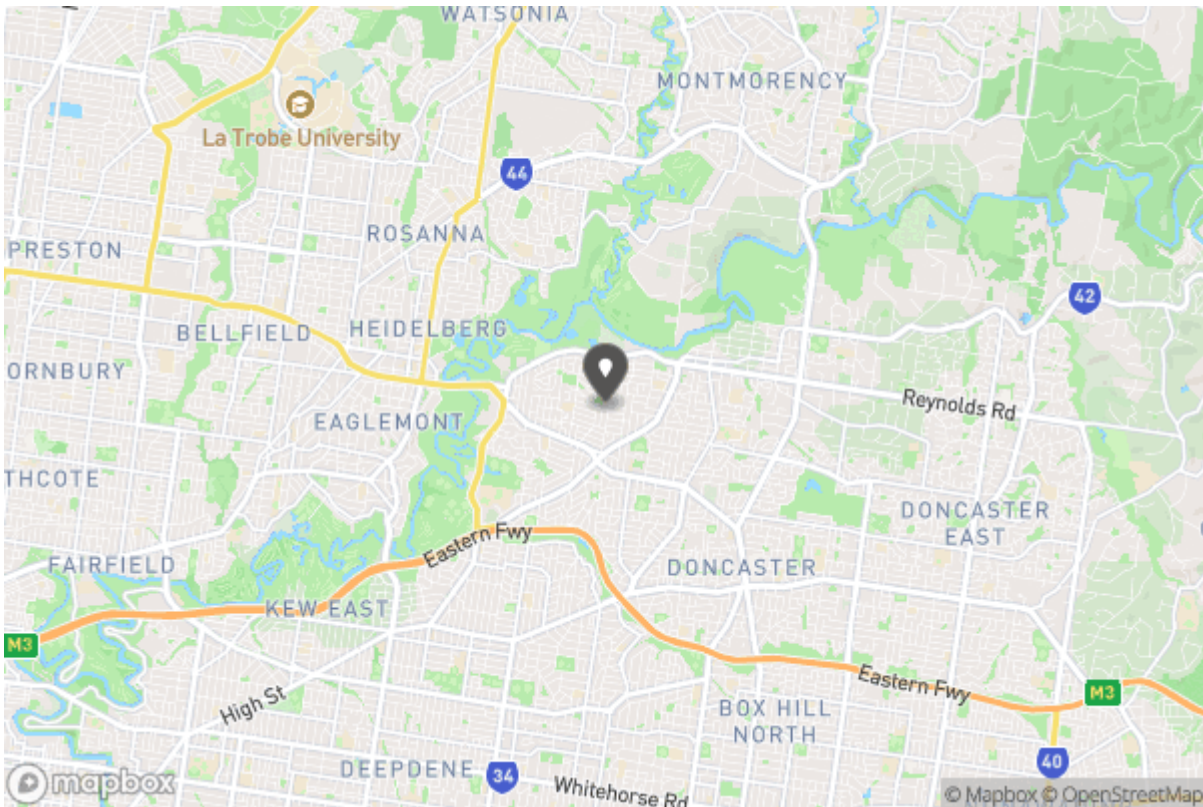 WATSONIA
MONTMORENCY
La Trobe University
44
ROSANNA
PRESTON
42
HEIDELBERG
BELLFIELD
ORNBURY
Reynolds Rd
EAGLEMONT
THCOTE
DONCASTER
EAST
Eastern Fwy
FAIRFIELD
DONCASTER
KEW EAST
M3
Eastern Fwy
M3
High St
BOX HILL
NORTH
DEEPDENE
34
40
Whitehorse Rd
mapbox
© Mapbox © OpenStreetMap